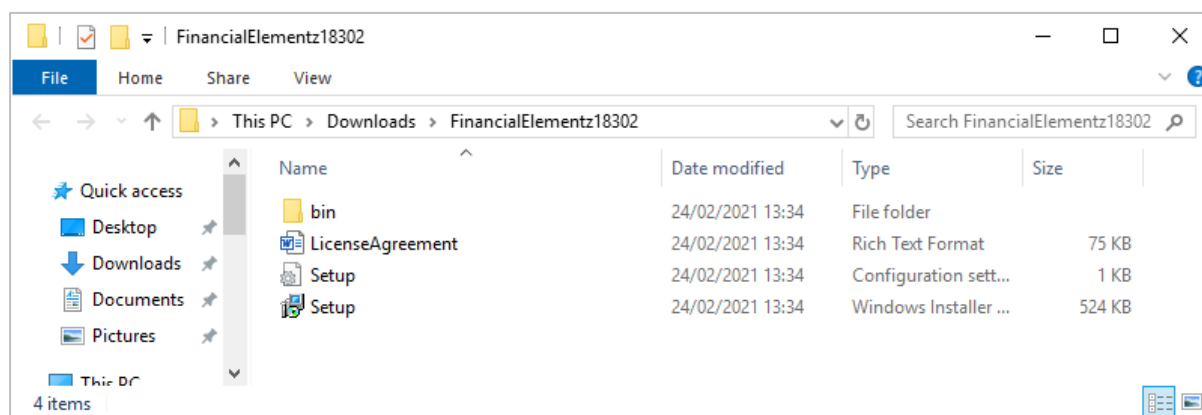 FinancialElementz18302
File Home Share View
This PC > Downloads > FinancialElementz18302 Search FinancialElementz18302
Name Date modified Type Size
Quick access
bin 24/02/2021 13:34 File folder
Desktop
LicenseAgreement 24/02/2021 13:34 Rich Text Format 75 KB
Downloads
Setup 24/02/2021 13:34 Configuration sett... 1 KB
Documents
Setup 24/02/2021 13:34 Windows Installer ... 524 KB
Pictures
This PC
4 items